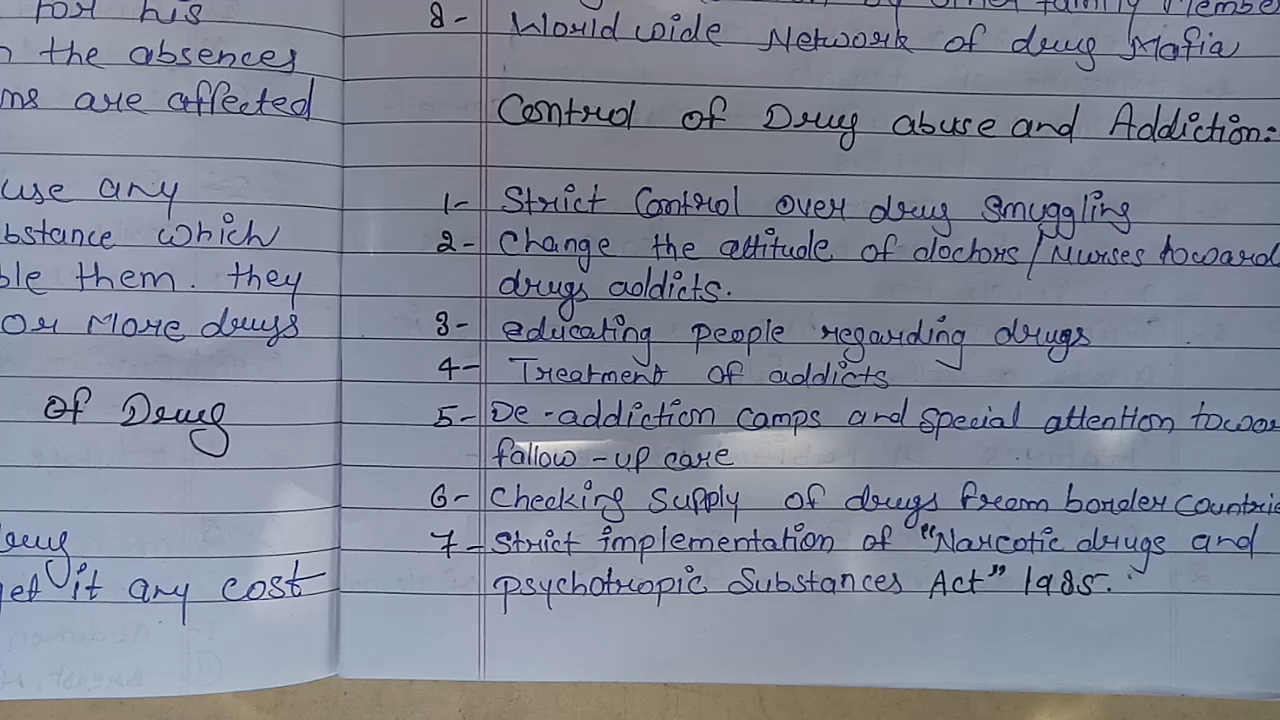 for his
the absences
ms are affected
use any
bstance which
ble them. they
or More drugs
of Drug
get it any cost
8- World wide Network of drug Mafia
Control of Drug abuse and Addiction:
1- Strict Control over drug smuggling
2- Change the attitude of doctors/Nurses toward
drugs addicts.
3- educating people regarding drugs
4- Treatment of addicts
5- De-addiction camps and special attention towar
follow-up care
6- Checking supply of drugs from border countrie
7- Strict implementation of "Narcotic drugs and
psychotropic Substances Act" 1985.